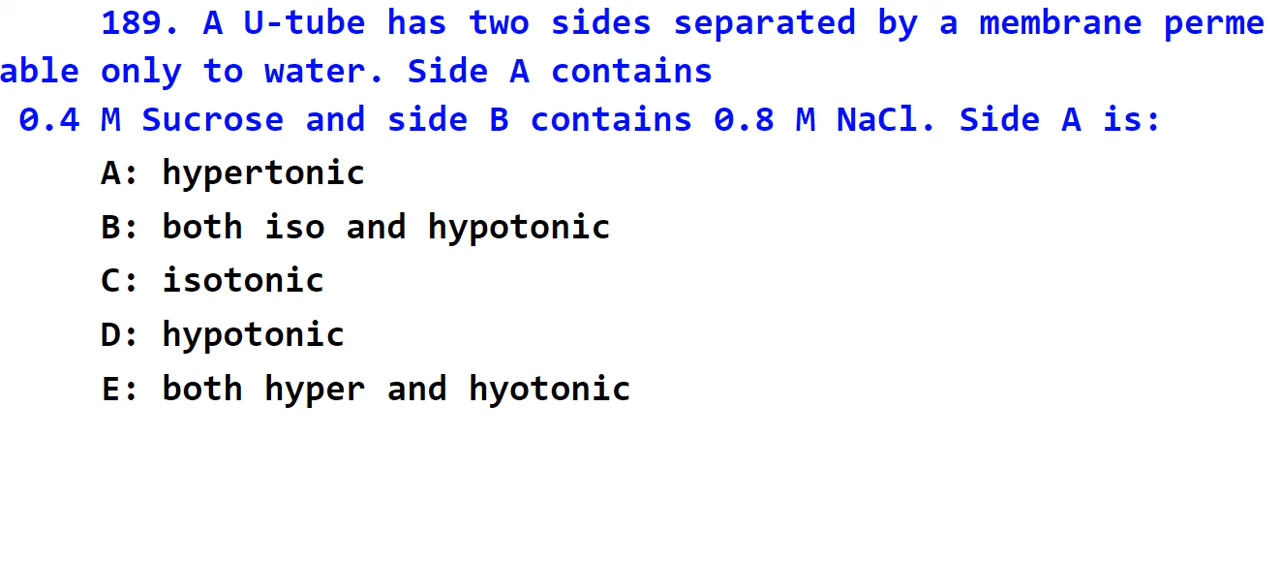 189. A U-tube has two sides separated by a membrane perme
able only to water. Side A contains
0.4 M Sucrose and side B contains 0.8 M NaCl. Side A is:
A: hypertonic
B: both iso and hypotonic
C: isotonic
D: hypotonic
E: both hyper and hyotonic